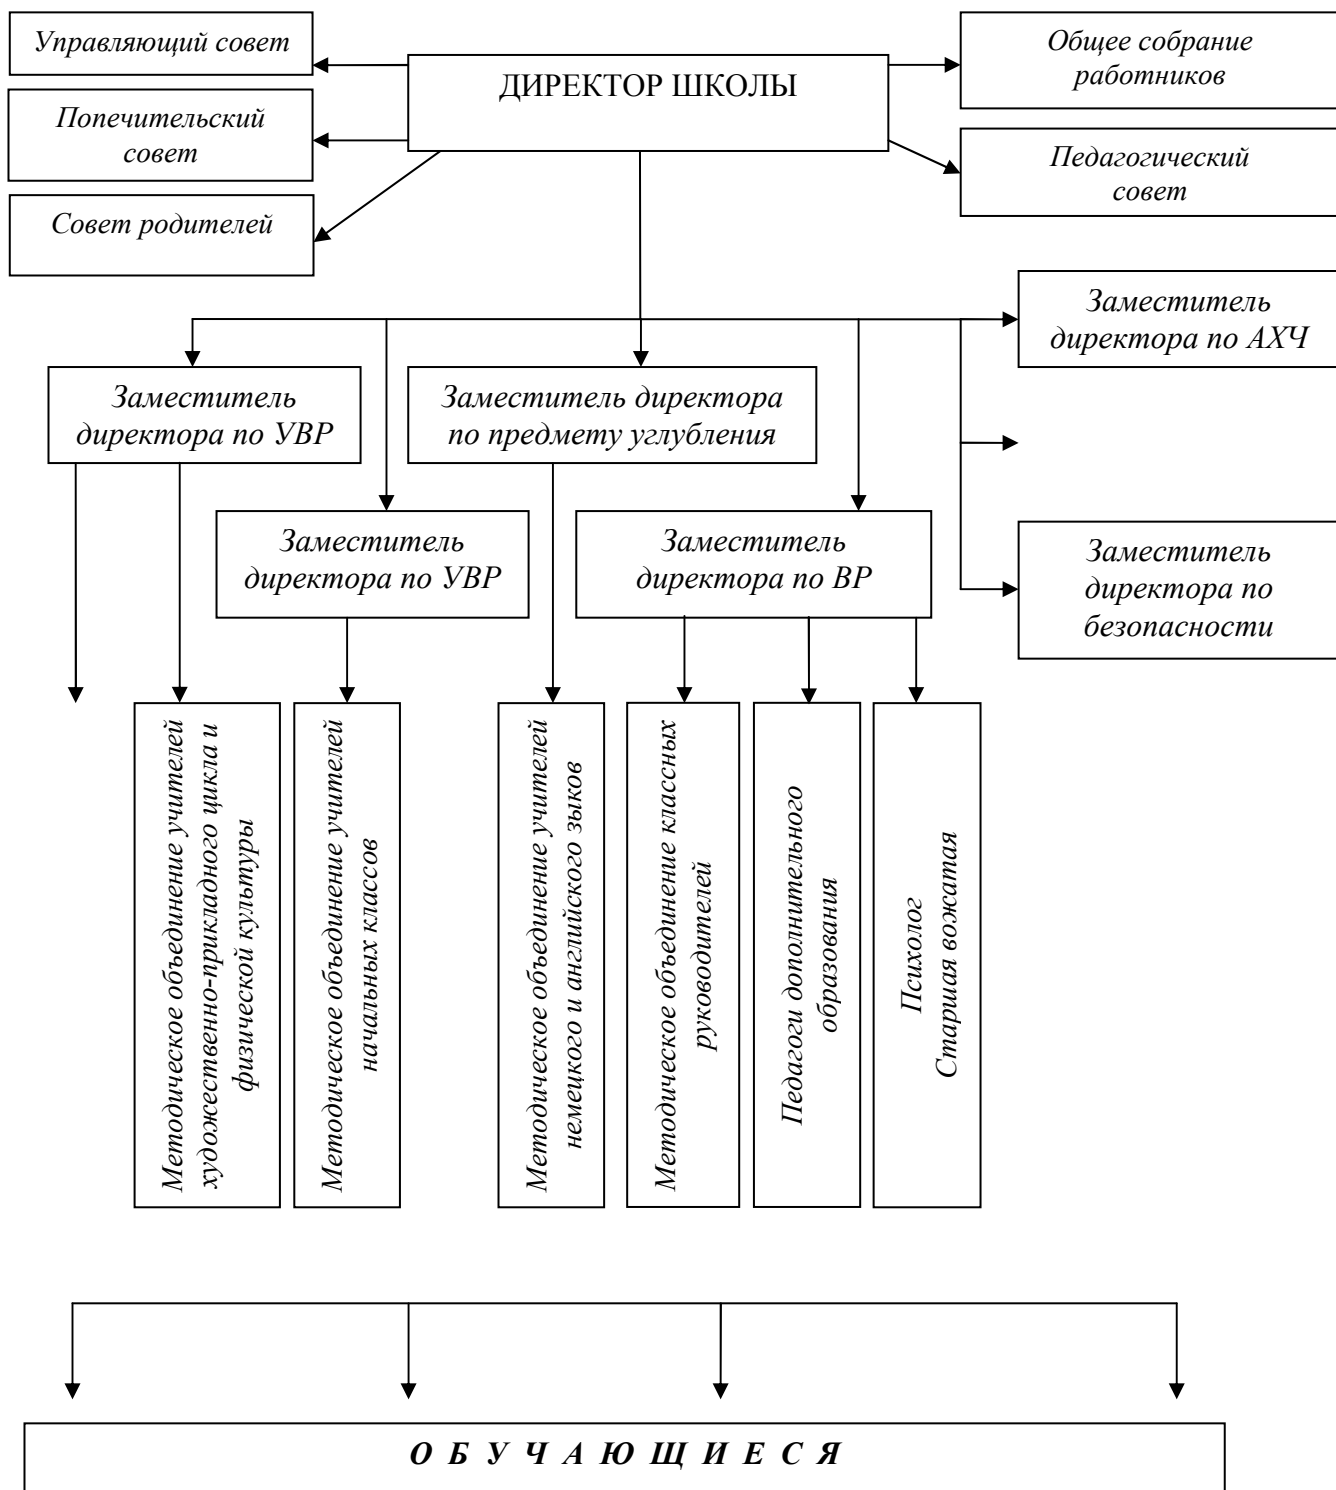 Управляющий совет
ДИРЕКТОР ШКОЛЫ
Общее собрание
работников
Попечительский
совет
Педагогический
совет
Совет родителей
Заместитель
директора по АХЧ
Заместитель
директора по УВР
Заместитель директора
по предмету углубления
Заместитель
директора по УВР
Заместитель
директора по ВР
Заместитель
директора по
безопасности
Методическое объединение учителей
художественно-прикладного цикла и
физической культуры
Методическое объединение учителей
начальных классов
Методическое объединение учителей
немецкого и английского зыков
Методическое объединение классных
руководителей
Педагоги дополнительного
образования
Психолог
Старшая вожатая
О Б У Ч А Ю Щ И Е С Я